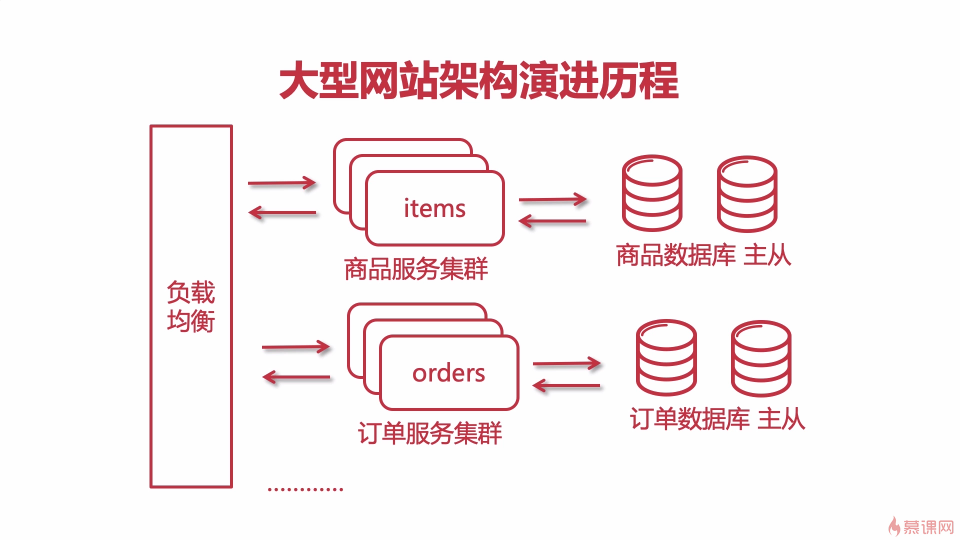 大型网站架构演进历程
负载
均衡
items
商品服务集群
商品数据库 主从
orders
订单服务集群
订单数据库 主从
............
慕课网